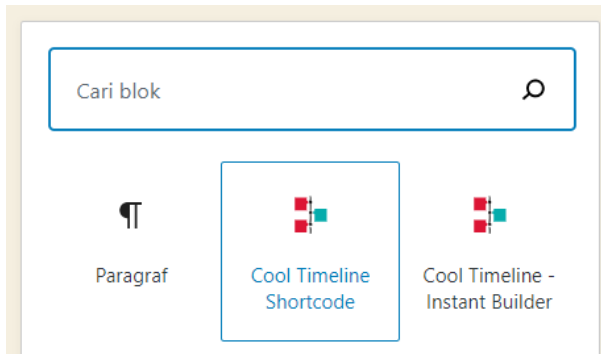 Cari blok
Paragraf
Cool Timeline
Shortcode
Cool Timeline -
Instant Builder